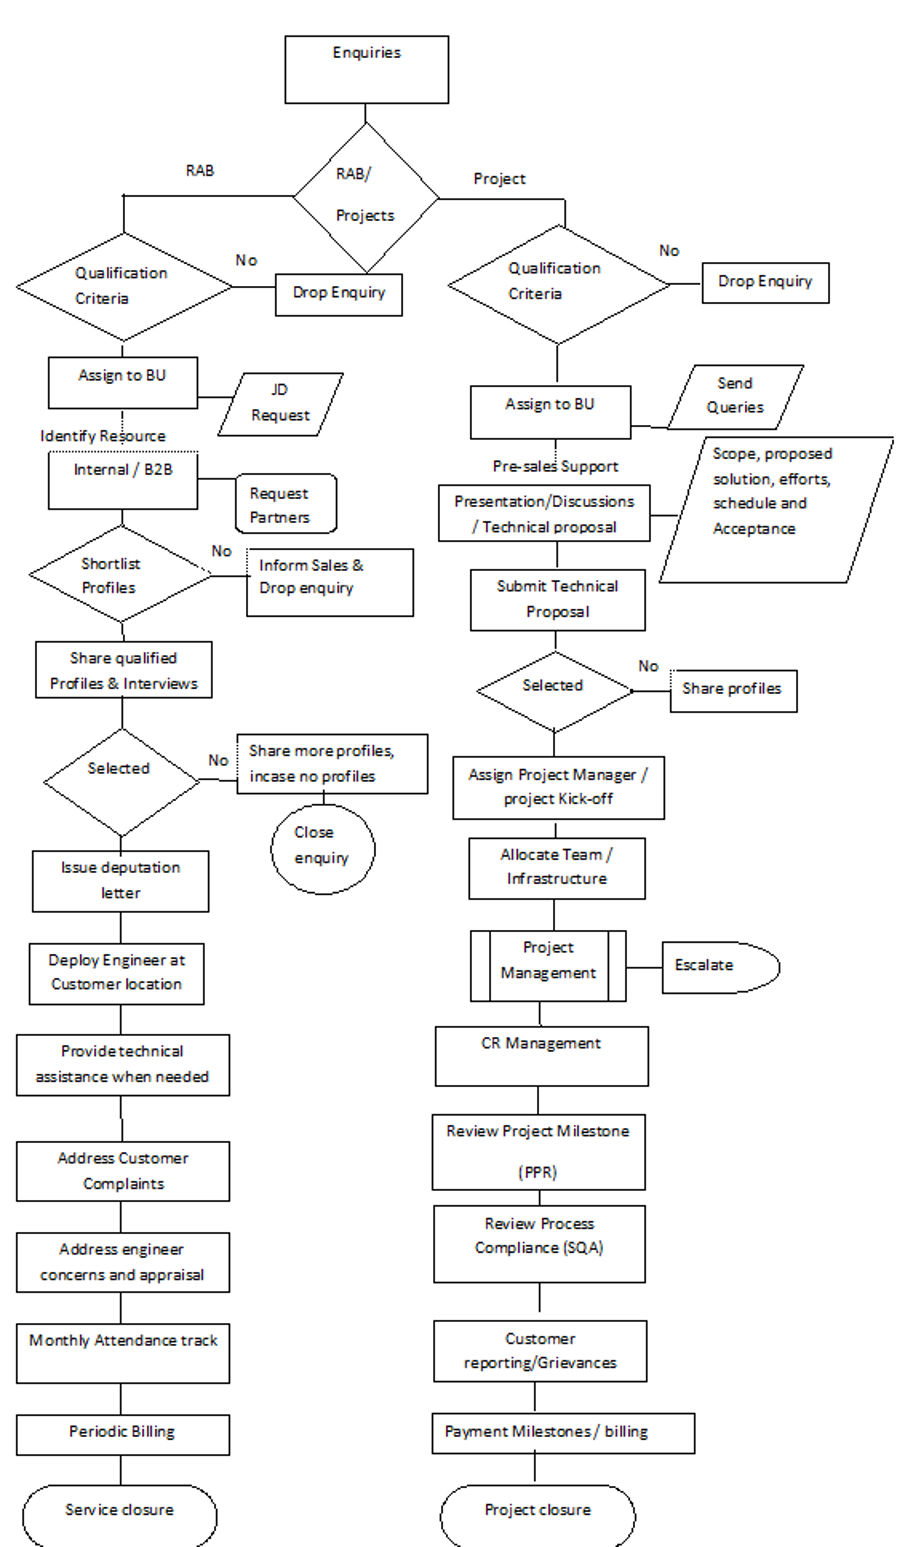 Enquiries
RAB
RAB/
Projects
Project
Qualification
Criteria
No
Drop Enquiry
Qualification
Criteria
No
Drop Enquiry
Assign to BU
JD
Request
Identify Resource
Internal / B2B
Request
Partners
Shortlist
Profiles
No
Inform Sales &
Drop enquiry
Share qualified
Profiles & Interviews
Selected
No
Share more profiles,
incase no profiles
Close
enquiry
Issue deputation
letter
Deploy Engineer at
Customer location
Provide technical
assistance when needed
Address Customer
Complaints
Address engineer
concerns and appraisal
Monthly Attendance track
Periodic Billing
Service closure
Assign to BU
Send
Queries
Pre-sales Support
Presentation/Discussions
/ Technical proposal
Scope, proposed
solution, efforts,
schedule and
Acceptance
Submit Technical
Proposal
Selected
No
Share profiles
Assign Project Manager /
project Kick-off
Allocate Team /
Infrastructure
Project
Management
Escalate
CR Management
Review Project Milestone
(PPR)
Review Process
Compliance (SQA)
Customer
reporting/Grievances
Payment Milestones / billing
Project closure